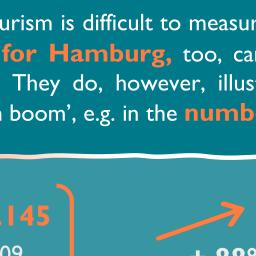 urism is difficult to measur
for Hamburg, too, ca
They do, however, illus
boom', e.g. in the numb
145
09
+ 88%